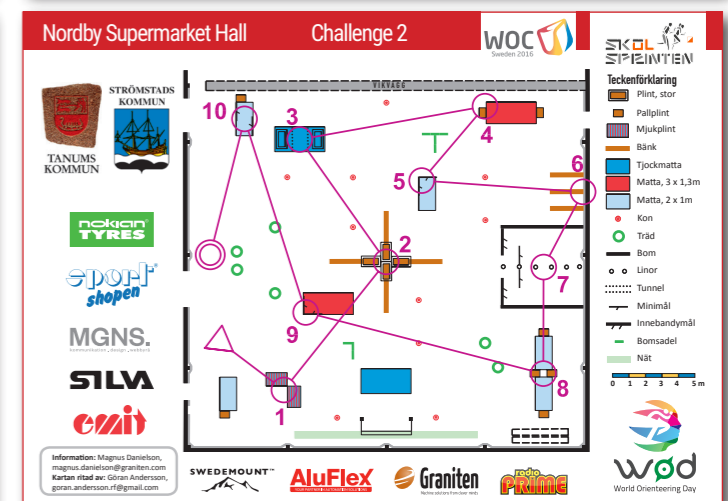 Nordby Supermarket Hall
Challenge 2
WOC
Sweden 2016
SKOL
SPRINTEN
TANUMS
KOMMUN
STRÖMSTADS
KOMMUN
nokian
TYRES
sport
shopen
MGNS.
SILVA
emit
Information: Magnus Danielson,
magnus.danielson@graniten.com
Kartan ritad av: Göran Andersson,
goran.andersson.rf@gmail.com
VIKVÄGG
10
3
4
5
6
2
7
9
8
1
Teckenförklaring
Plint, stor
Pallplint
Mjukplint
Bänk
Tjockmatta
Matta, 3 x 1,3m
Matta, 2 x 1m
Kon
Träd
Bom
Linor
Tunnel
Minimål
Innebandymål
Bomsadel
Nät
0 1 2 3 4 5 m
SWEDEMOUNT™
AluFlex
Graniten
radio
PRIME
wod
World Orienteering Day